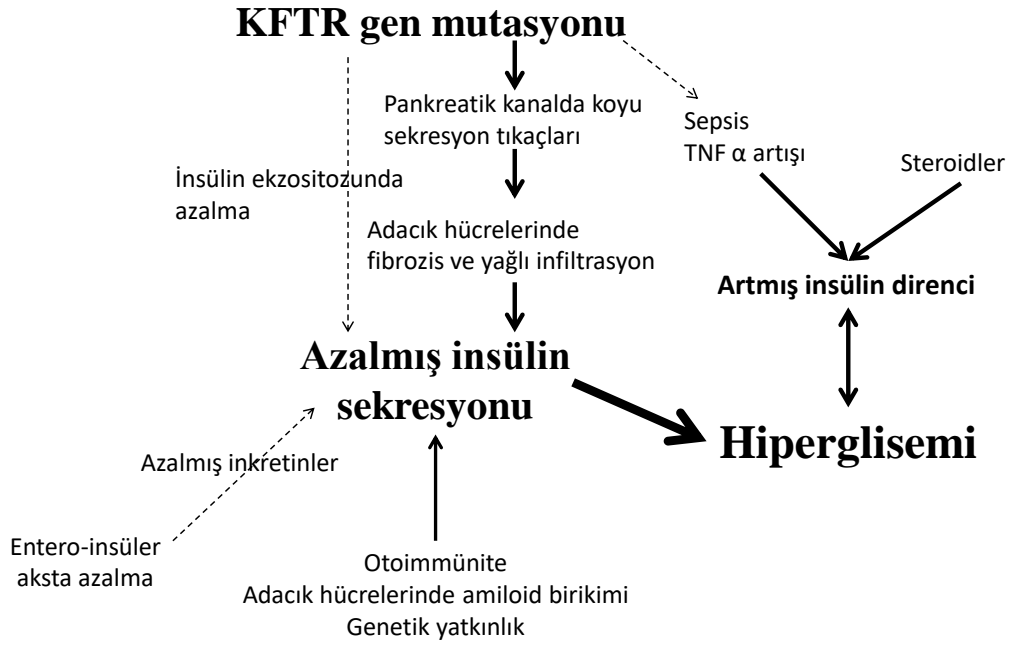 KFTR gen mutasyonu
Pankreatik kanalda koyu
sekresyon tıkaçları
Sepsis
TNF α artışı
Steroidler
İnsülin ekzositozunda
azalma
Adacık hücrelerinde
fibrozis ve yağlı infiltrasyon
Artmış insülin direnci
Azalmış insülin
sekresyonu
Hiperglisemi
Azalmış inkretinler
Entero-insüler
aksta azalma
Otoimmünite
Adacık hücrelerinde amiloid birikimi
Genetik yatkınlık